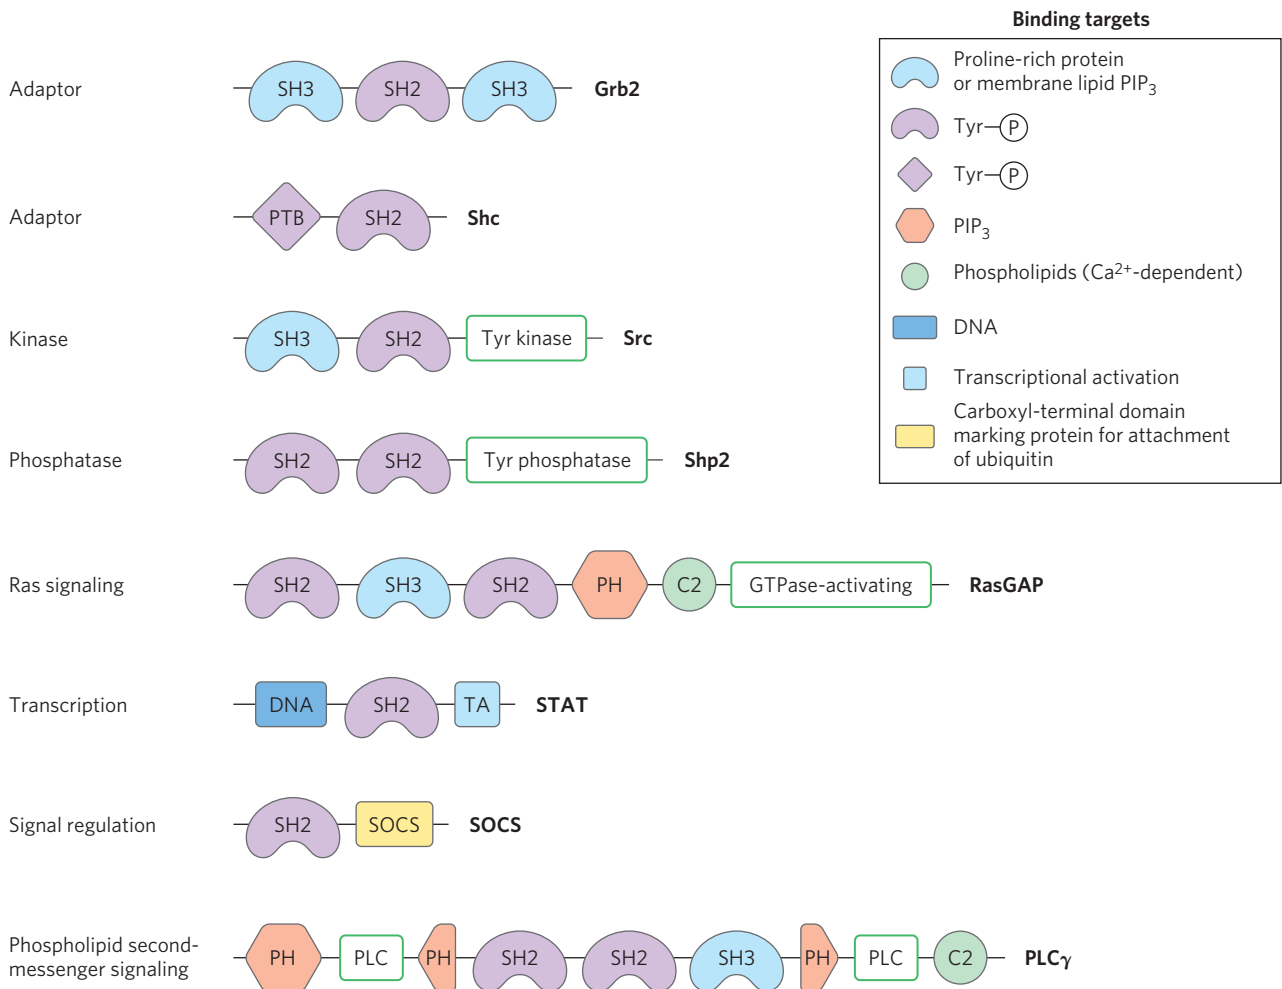 Binding targets
Proline-rich protein
or membrane lipid PIP₃
Tyr—P
Tyr—P
PIP₃
Phospholipids (Ca²⁺-dependent)
DNA
Transcriptional activation
Carboxyl-terminal domain
marking protein for attachment
of ubiquitin
Adaptor SH3 SH2 SH3 Grb2
Adaptor PTB SH2 Shc
Kinase SH3 SH2 Tyr kinase Src
Phosphatase SH2 SH2 Tyr phosphatase Shp2
Ras signaling SH2 SH3 SH2 PH C2 GTPase-activating RasGAP
Transcription DNA SH2 TA STAT
Signal regulation SH2 SOCS SOCS
Phospholipid second-
messenger signaling
PH PLC PH SH2 SH2 SH3 PH PLC C2 PLCγ